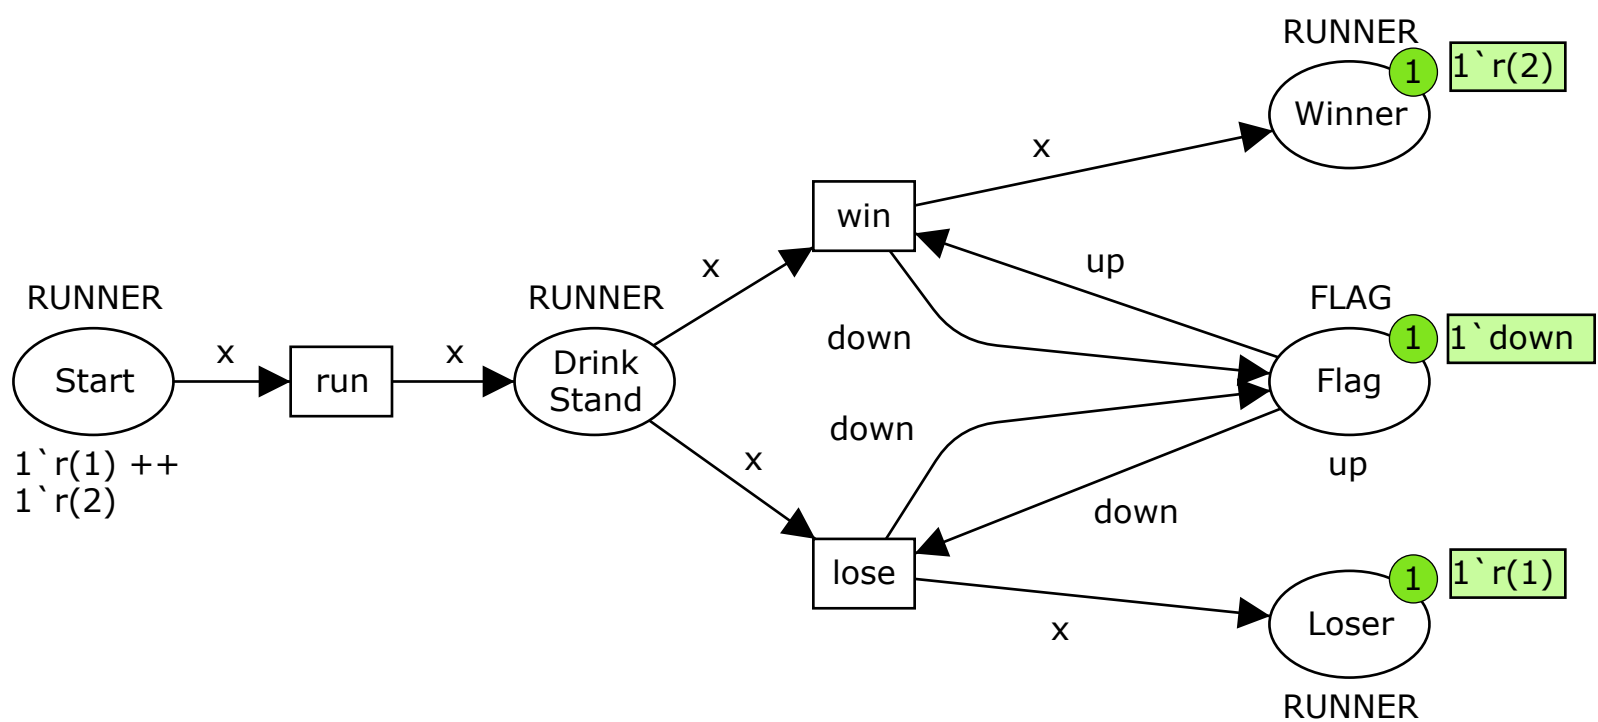 RUNNER
1
1`r(2)
Winner
x
win
x
up
RUNNER
RUNNER
FLAG
1
1`down
down
x
x
Drink
Stand
Start
run
Flag
down
x
1`r(1) ++
1`r(2)
up
down
1
1`r(1)
lose
x
Loser
RUNNER